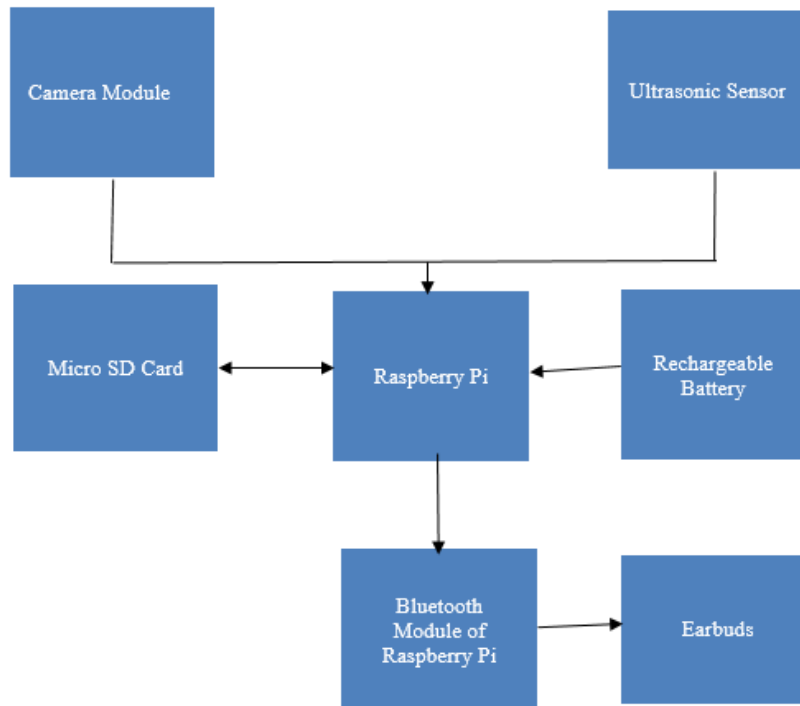 Camera Module
Ultrasonic Sensor
Micro SD Card
Raspberry Pi
Rechargeable
Battery
Bluetooth
Module of
Raspberry Pi
Earbuds